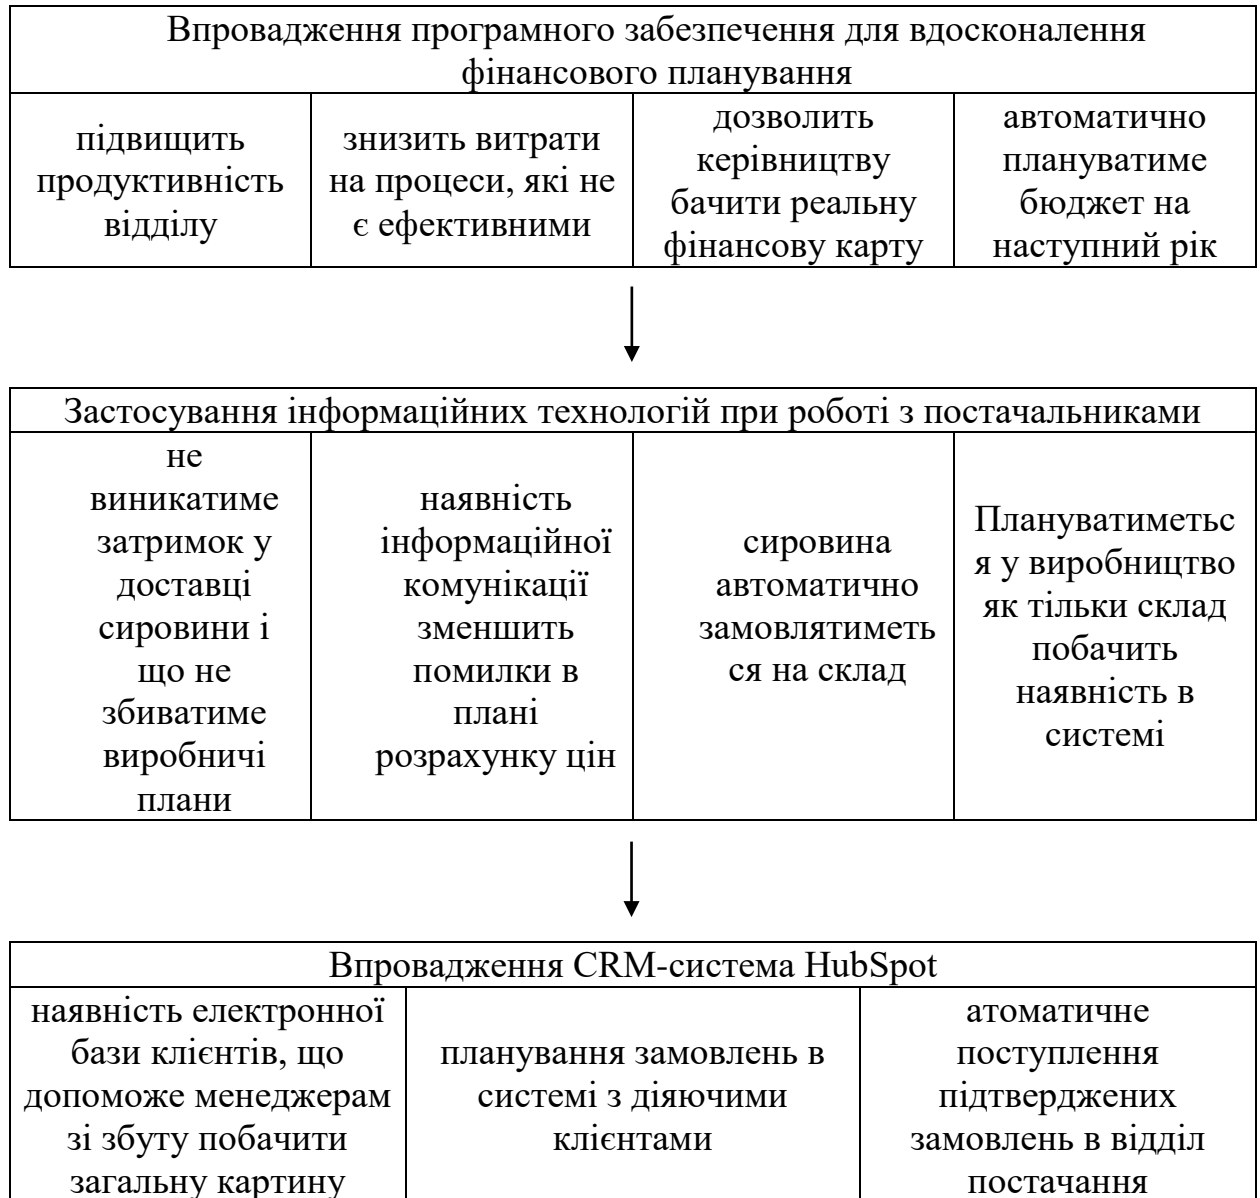 Впровадження програмного забезпечення для вдосконалення
фінансового планування
підвищить
продуктивність
відділу
знизить витрати
на процеси, які не
є ефективними
дозволить
керівництву
бачити реальну
фінансову карту
автоматично
плануватиме
бюджет на
наступний рік
Застосування інформаційних технологій при роботі з постачальниками
не
виникатиме
затримок у
доставці
сировини і
що не
збиватиме
виробничі
плани
наявність
інформаційної
комунікації
зменшить
помилки в
плані
розрахунку цін
сировина
автоматично
замовлятиметь
ся на склад
Плануватиметьс
я у виробництво
як тільки склад
побачить
наявність в
системі
Впровадження CRM-система HubSpot
наявність електронної
бази клієнтів, що
допоможе менеджерам
зі збуту побачити
загальну картину
планування замовлень в
системі з діяючими
клієнтами
атоматичне
поступлення
підтверджених
замовлень в відділ
постачання